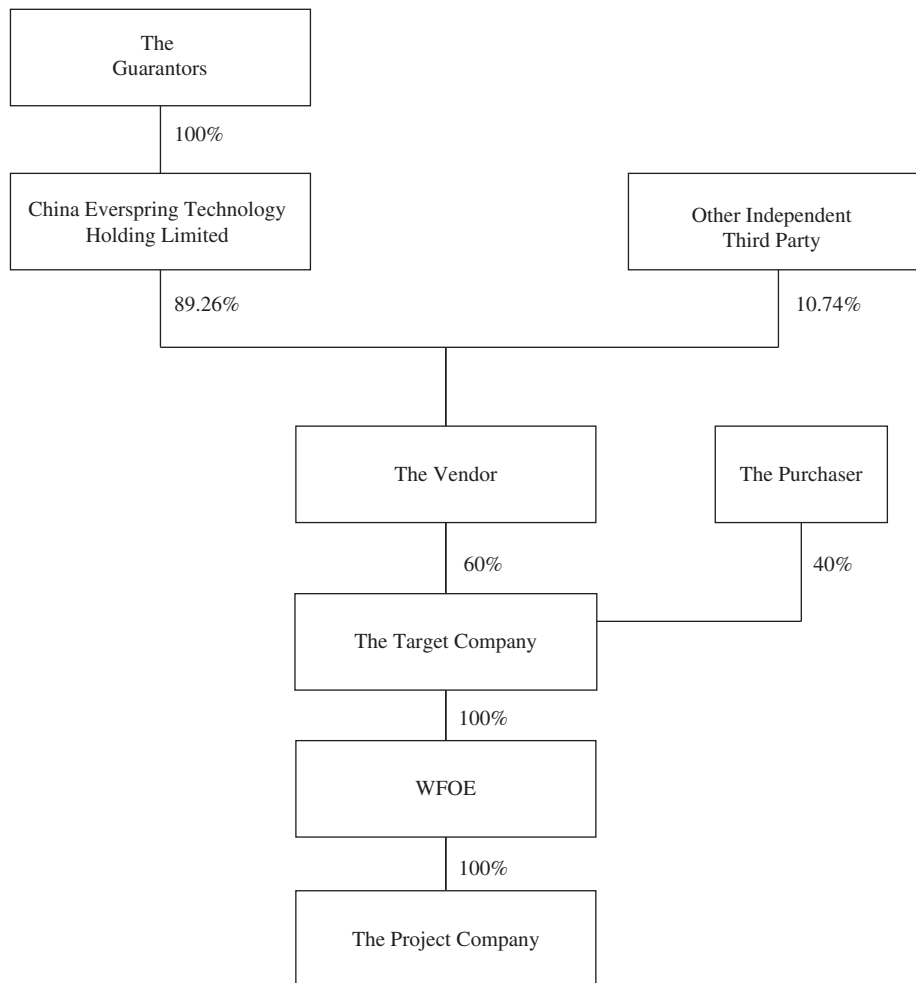 The
Guarantors
100%
China Everspring Technology
Holding Limited
Other Independent
Third Party
89.26%
10.74%
The Vendor
The Purchaser
60%
40%
The Target Company
100%
WFOE
100%
The Project Company